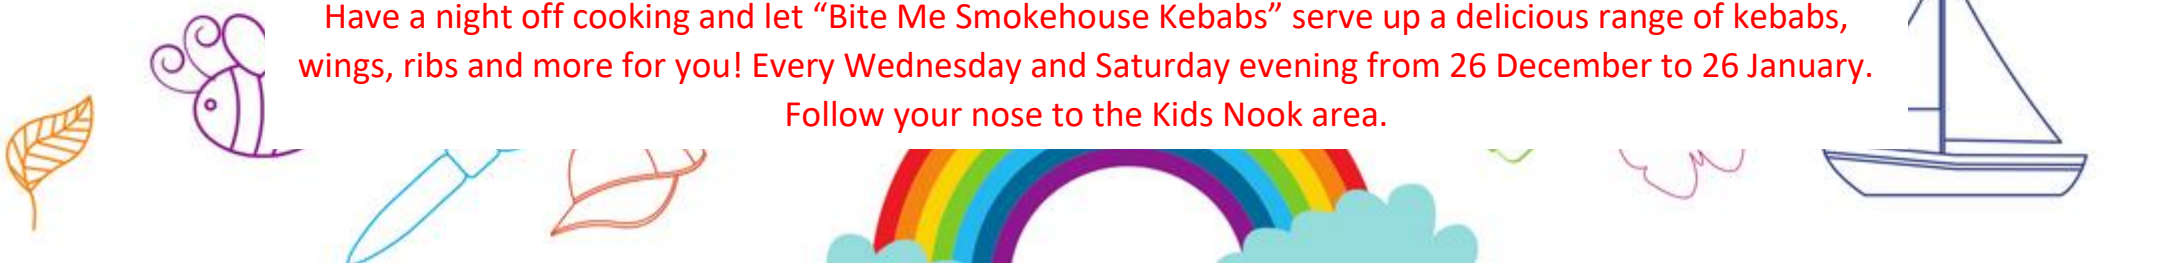 Have a night off cooking and let “Bite Me Smokehouse Kebabs” serve up a delicious range of kebabs,
wings, ribs and more for you! Every Wednesday and Saturday evening from 26 December to 26 January.
Follow your nose to the Kids Nook area.